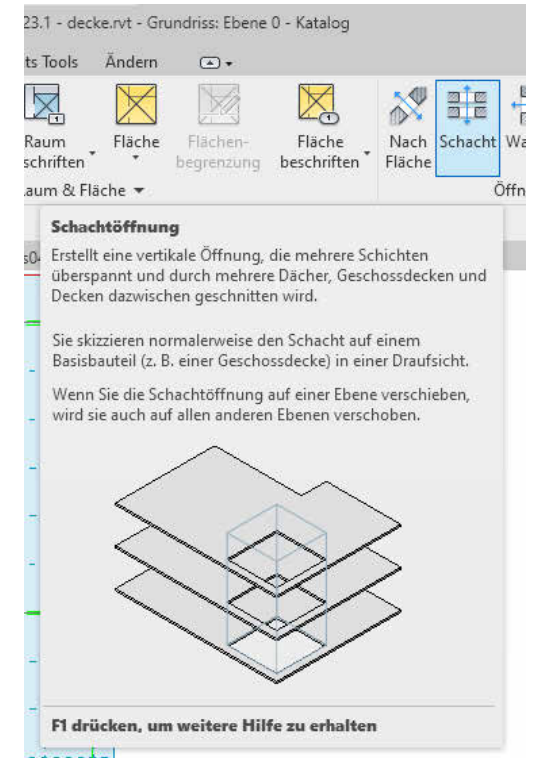 23.1 - decke.rvt - Grundriss: Ebene 0 - Katalog
ts Tools Ändern
Raum Fläche Flächen- Fläche Nach Schacht Wa
schriften begrenzung beschriften Fläche
aum & Fläche Öffn
Schachtöffnung
Erstellt eine vertikale Öffnung, die mehrere Schichten
überspannt und durch mehrere Dächer, Geschossdecken und
Decken dazwischen geschnitten wird.
Sie skizzieren normalerweise den Schacht auf einem
Basisbauteil (z. B. einer Geschossdecke) in einer Draufsicht.
Wenn Sie die Schachtöffnung auf einer Ebene verschieben,
wird sie auch auf allen anderen Ebenen verschoben.
F1 drücken, um weitere Hilfe zu erhalten